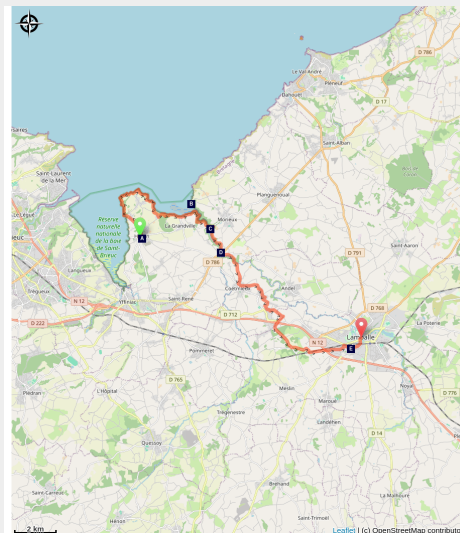 D 786
Le Val-André
Pléneuf
Dahouët
D 17
Saint-Alban
Saint-Laurent
de la Mer
Planguenoual
Réserve
naturelle
nationale
de la baie
de Saint-
Brieuc
B
La Grandville
Morieux
C
A
D
Saint-Aaron
D 786
D 791
Langueux
Trégueux
Yffiniac
Saint-René
Coëtmieux
Andel
N 12
D 712
D 768
D 222
La Poterie
Lamballe
N 12
E
Pommeret
D 765
Meslin
Noyal
Plédran
L'Hôpital
Maroué
D 776
Trégenestre
Landéhen
D 14
Quessoy
Bréhand
Saint-Carreuc
La Malhoure
Hénon
Saint-Trimoël
2 km
Leaflet | (c) OpenStreetMap contributo